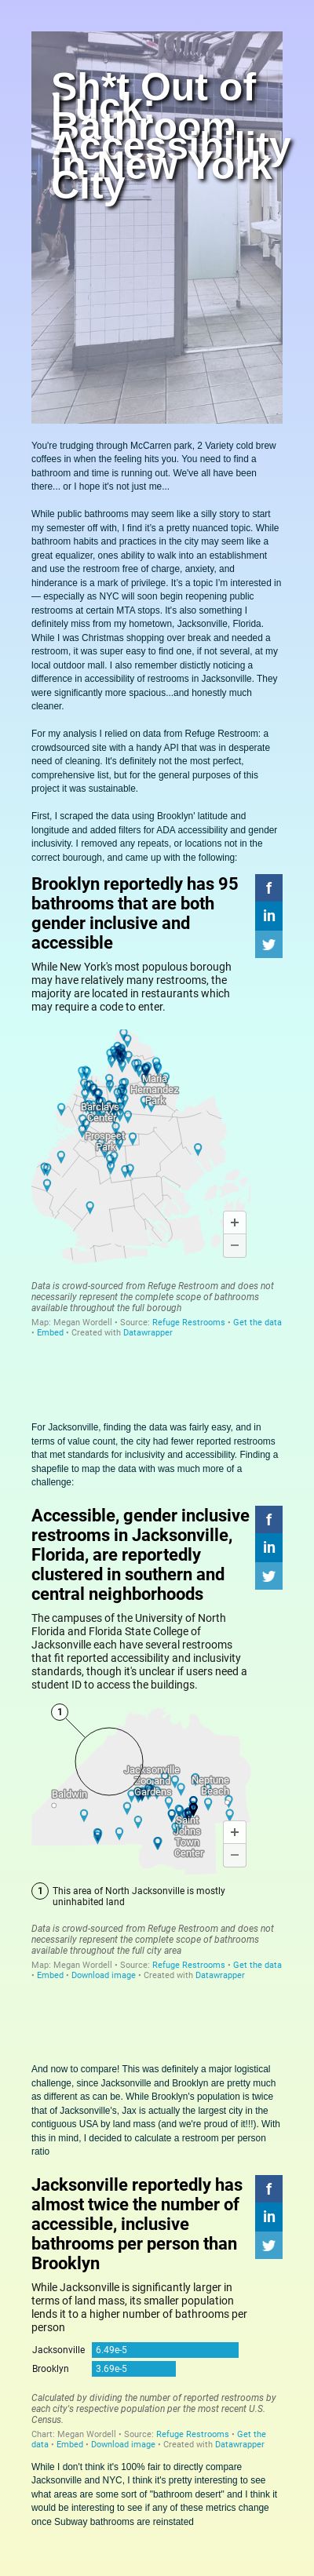 Sh*t Out of
Luck:
Bathroom
Accessibility
in New York
City
You're trudging through McCarren park, 2 Variety cold brew
coffees in when the feeling hits you. You need to find a
bathroom and time is running out. We've all have been
there... or I hope it's not just me...
While public bathrooms may seem like a silly story to start
my semester off with, I find it's a pretty nuanced topic. While
bathroom habits and practices in the city may seem like a
great equalizer, ones ability to walk into an establishment
and use the restroom free of charge, anxiety, and
hinderance is a mark of privilege. It's a topic I'm interested in
— especially as NYC will soon begin reopening public
restrooms at certain MTA stops. It's also something I
definitely miss from my hometown, Jacksonville, Florida.
While I was Christmas shopping over break and needed a
restroom, it was super easy to find one, if not several, at my
local outdoor mall. I also remember distictly noticing a
difference in accessibility of restrooms in Jacksonville. They
were significantly more spacious...and honestly much
cleaner.
For my analysis I relied on data from Refuge Restroom: a
crowdsourced site with a handy API that was in desperate
need of cleaning. It's definitely not the most perfect,
comprehensive list, but for the general purposes of this
project it was sustainable.
First, I scraped the data using Brooklyn' latitude and
longitude and added filters for ADA accessibility and gender
inclusivity. I removed any repeats, or locations not in the
correct bourough, and came up with the following:
Brooklyn reportedly has 95
bathrooms that are both
gender inclusive and
accessible
f
in
While New York's most populous borough
may have relatively many restrooms, the
majority are located in restaurants which
may require a code to enter.
Maria
Hernandez
Park
Barclays
Center
Prospect
Park
+
−
Data is crowd-sourced from Refuge Restroom and does not
necessarily represent the complete scope of bathrooms
available throughout the full borough
Map: Megan Wordell • Source: Refuge Restrooms • Get the data
• Embed • Created with Datawrapper
For Jacksonville, finding the data was fairly easy, and in
terms of value count, the city had fewer reported restrooms
that met standards for inclusivity and accessibility. Finding a
shapefile to map the data with was much more of a
challenge:
Accessible, gender inclusive
restrooms in Jacksonville,
Florida, are reportedly
clustered in southern and
central neighborhoods
f
in
The campuses of the University of North
Florida and Florida State College of
Jacksonville each have several restrooms
that fit reported accessibility and inclusivity
standards, though it's unclear if users need a
student ID to access the buildings.
1
Jacksonville
Zoo and
Gardens
Neptune
Beach
Baldwin
Saint
Johns
Town
Center
+
−
1 This area of North Jacksonville is mostly
uninhabited land
Data is crowd-sourced from Refuge Restroom and does not
necessarily represent the complete scope of bathrooms
available throughout the full city area
Map: Megan Wordell • Source: Refuge Restrooms • Get the data
• Embed • Download image • Created with Datawrapper
And now to compare! This was definitely a major logistical
challenge, since Jacksonville and Brooklyn are pretty much
as different as can be. While Brooklyn's population is twice
that of Jacksonville's, Jax is actually the largest city in the
contiguous USA by land mass (and we're proud of it!!!). With
this in mind, I decided to calculate a restroom per person
ratio
Jacksonville reportedly has
almost twice the number of
accessible, inclusive
bathrooms per person than
Brooklyn
f
in
While Jacksonville is significantly larger in
terms of land mass, its smaller population
lends it to a higher number of bathrooms per
person
Jacksonville 6.49e-5
Brooklyn 3.69e-5
Calculated by dividing the number of reported restrooms by
each city's respective population per the most recent U.S.
Census.
Chart: Megan Wordell • Source: Refuge Restrooms • Get the
data • Embed • Download image • Created with Datawrapper
While I don't think it's 100% fair to directly compare
Jacksonville and NYC, I think it's pretty interesting to see
what areas are some sort of "bathroom desert" and I think it
would be interesting to see if any of these metrics change
once Subway bathrooms are reinstated